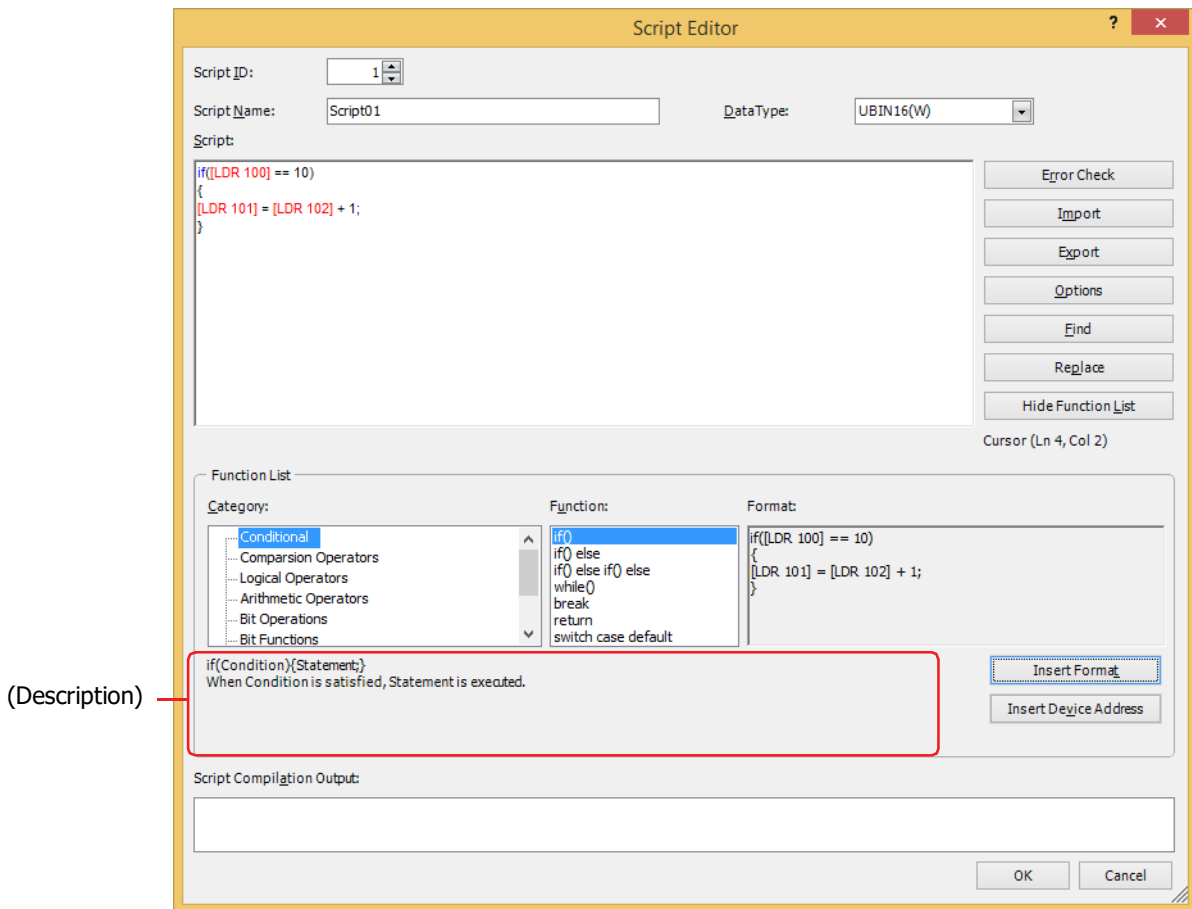 Script Editor
?
×
Script ID:
1
Script Name:
Script01
DataType:
UBIN16(W)
Script:
if([LDR 100] == 10)
{
[LDR 101] = [LDR 102] + 1;
}
Error Check
Import
Export
Options
Find
Replace
Hide Function List
Cursor (Ln 4, Col 2)
Function List
Category:
Conditional
Comparsion Operators
Logical Operators
Arithmetic Operators
Bit Operations
Bit Functions
Function:
if()
if() else
if() else if() else
while()
break
return
switch case default
Format:
if([LDR 100] == 10)
{
[LDR 101] = [LDR 102] + 1;
}
(Description)
if(Condition){Statement;}
When Condition is satisfied, Statement is executed.
Insert Format
Insert Device Address
Script Compilation Output:
OK
Cancel